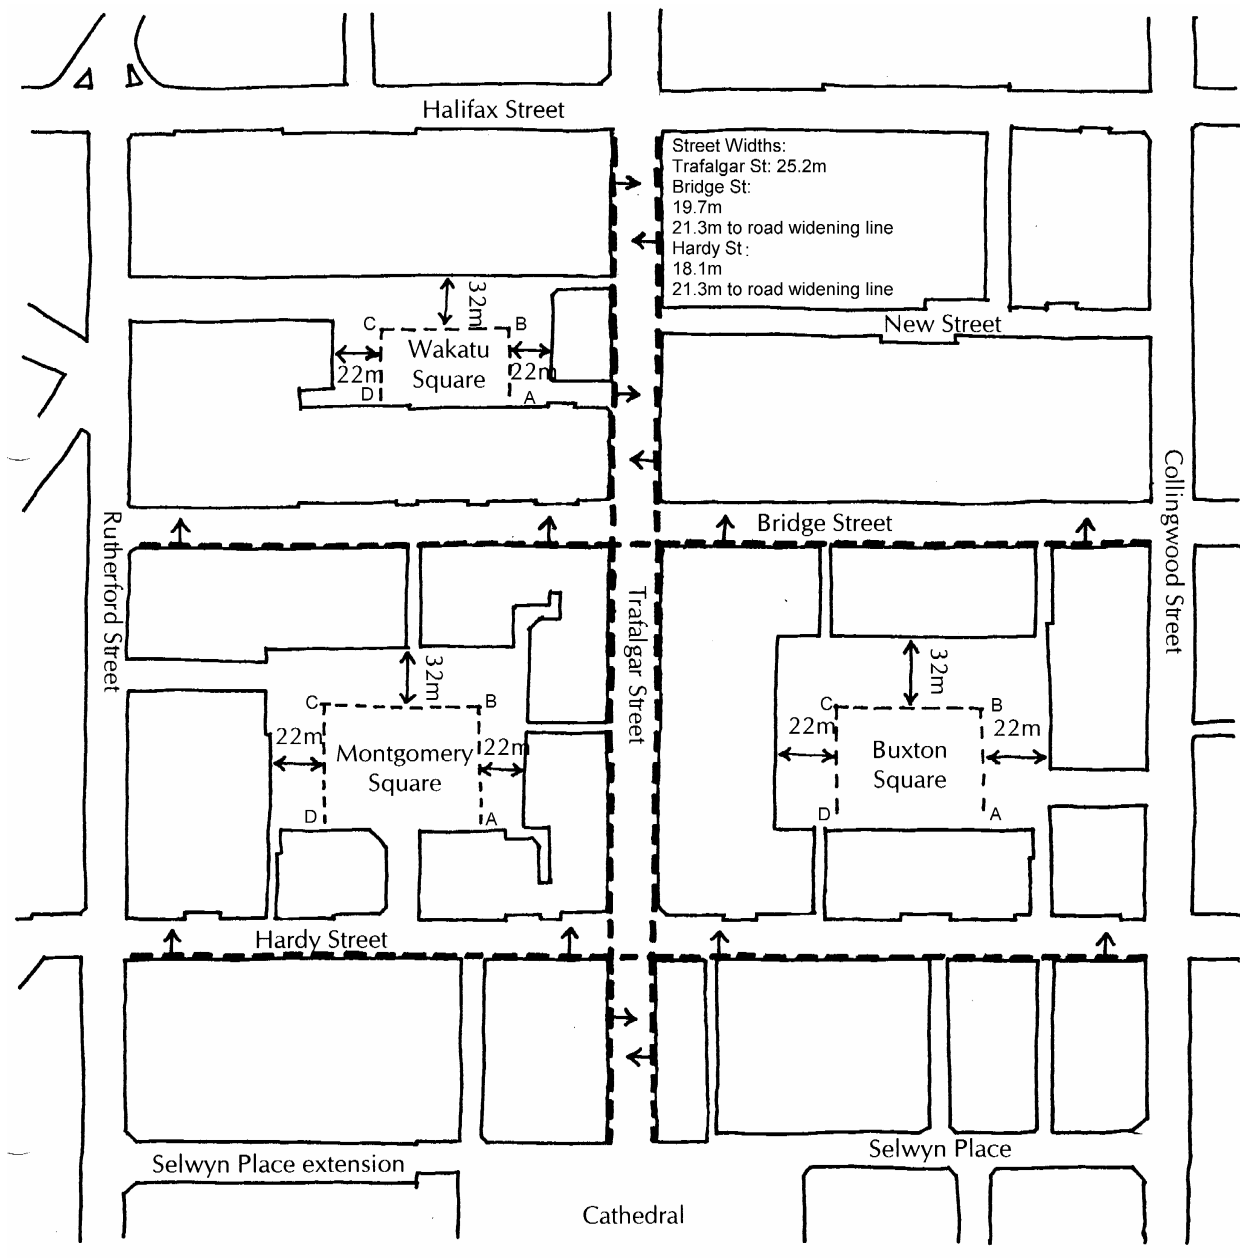 Halifax Street
Street Widths:
Trafalgar St: 25.2m
Bridge St:
19.7m
21.3m to road widening line
Hardy St:
18.1m
21.3m to road widening line
32m
C
B
New Street
Wakatu
Square
22m
22m
D
A
Collingwood Street
Rutherford Street
Bridge Street
Trafalgar Street
32m
32m
C
B
C
B
22m
22m
22m
22m
Montgomery
Square
Buxton
Square
D
A
D
A
Hardy Street
Selwyn Place extension
Selwyn Place
Cathedral